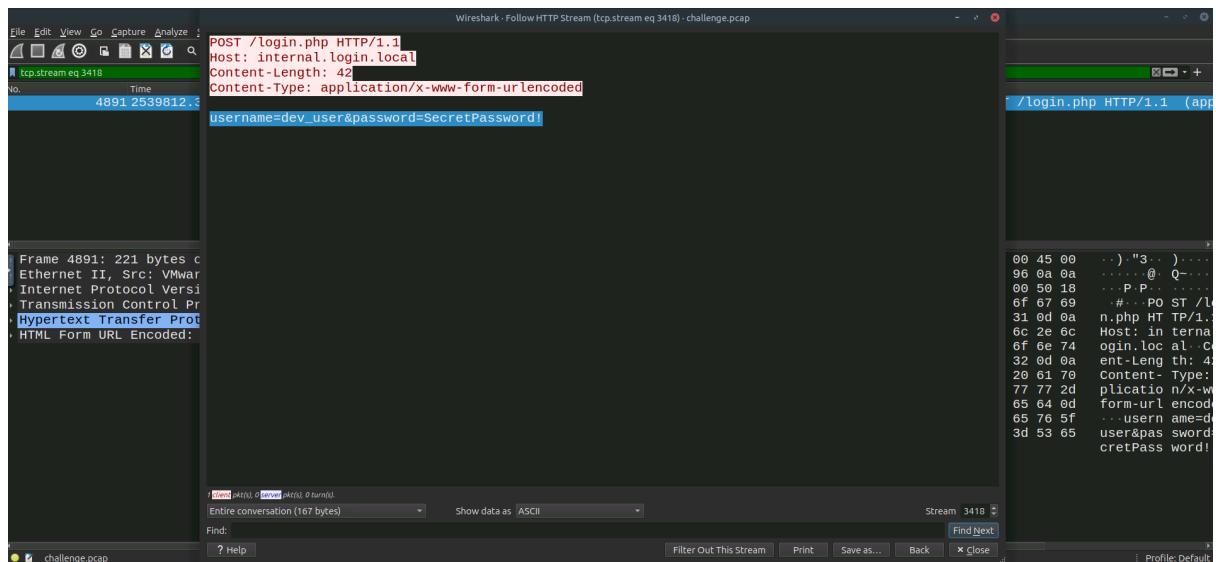 Wireshark · Follow HTTP Stream (tcp.stream eq 3418) · challenge.pcap
File Edit View Go Capture Analyze
tcp.stream eq 3418
No. Time
4891 2539812.3
/login.php HTTP/1.1 (app
POST /login.php HTTP/1.1
Host: internal.login.local
Content-Length: 42
Content-Type: application/x-www-form-urlencoded
username=dev_user&password=SecretPassword!
Frame 4891: 221 bytes c
Ethernet II, Src: VMwar
Internet Protocol Versi
Transmission Control Pr
Hypertext Transfer Prot
HTML Form URL Encoded:
00 45 00 ··)·"3·· )····
96 0a 0a ······@· Q~····
00 50 18 ···P·P·· ·····
6f 67 69 ·#···PO ST /l
31 0d 0a n.php HT TP/1.
6c 2e 6c Host: in terna
6f 6e 74 ogin.loc al··C
32 0d 0a ent-Leng th: 4
20 61 70 Content- Type:
77 77 2d plicatio n/x-w
65 64 0d form-url encod
65 76 5f ···usern ame=d
3d 53 65 user&pas sword=
cretPass word!
1 client pkt(s), 0 server pkt(s), 0 turn(s).
Entire conversation (167 bytes) Show data as ASCII Stream 3418
Find: Find Next
? Help Filter Out This Stream Print Save as... Back × Close
challenge.pcap Profile: Default